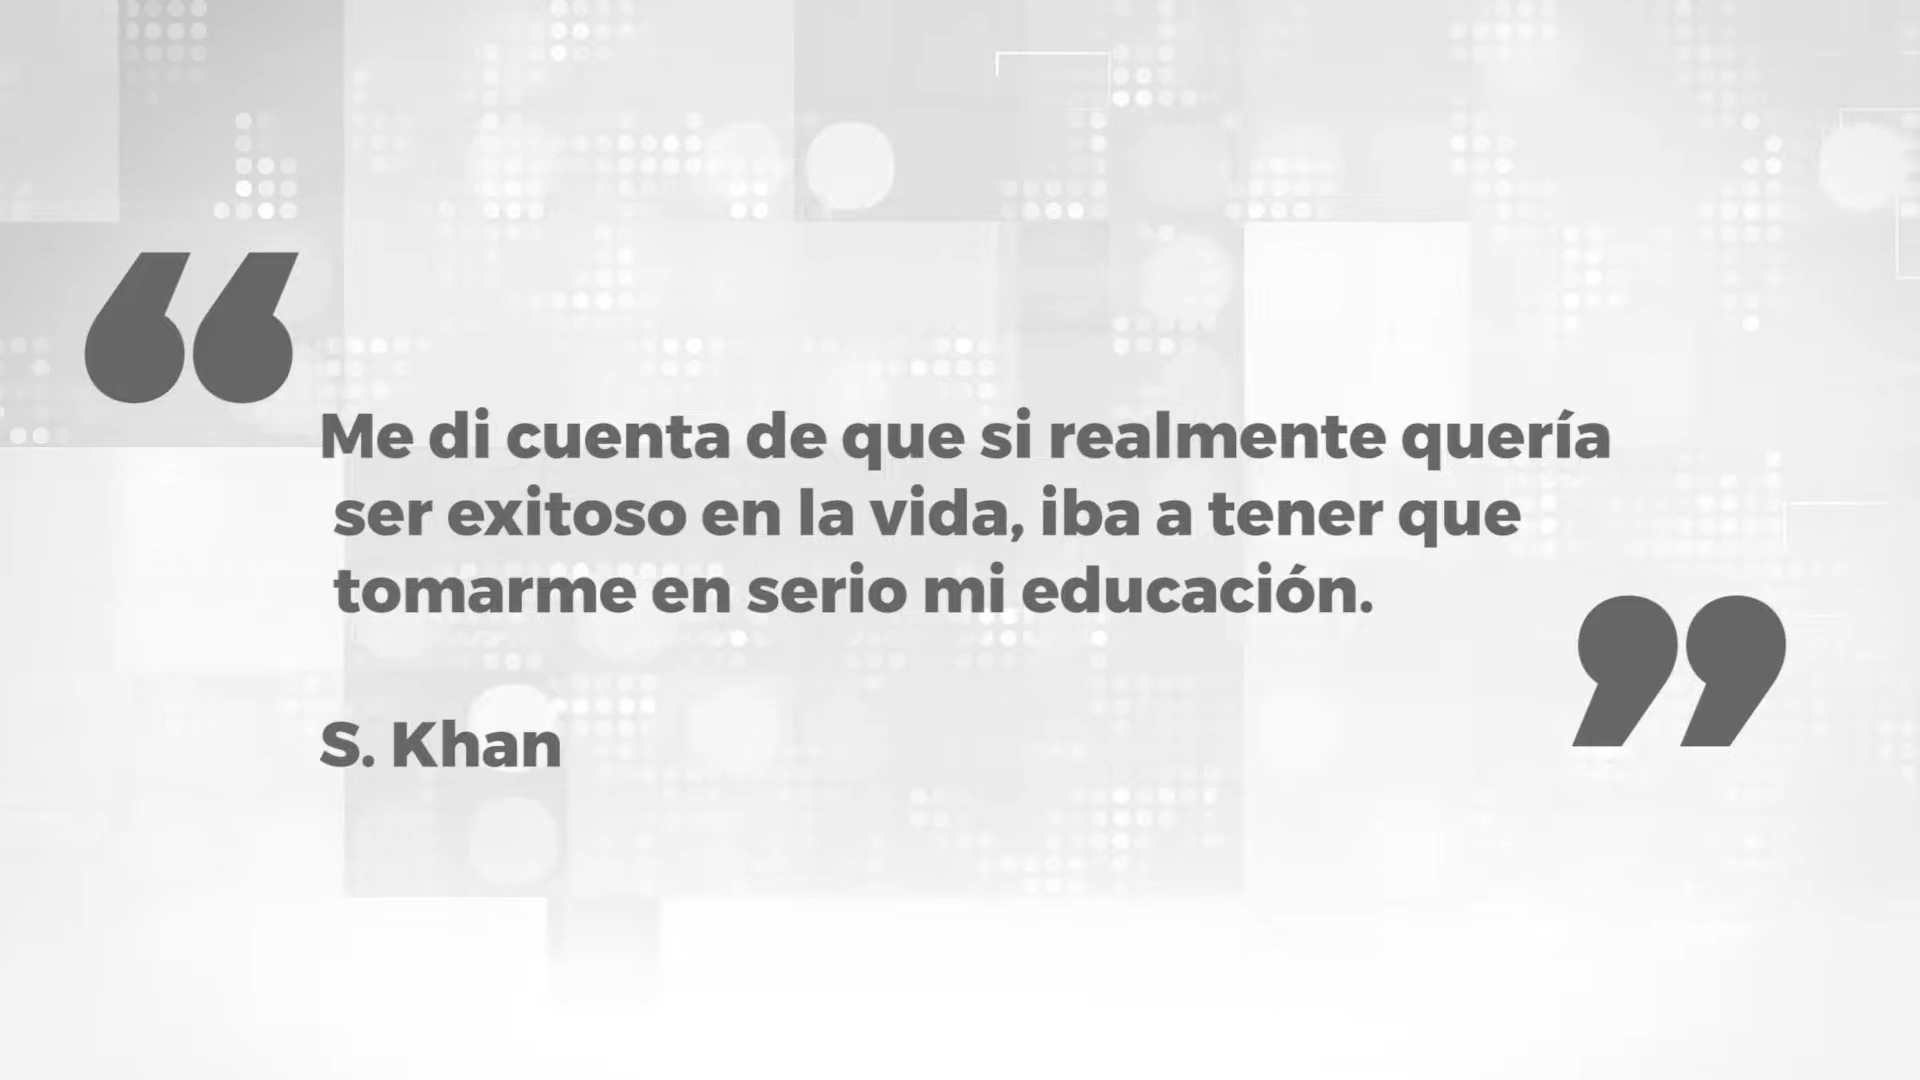 “
Me di cuenta de que si realmente quería
ser exitoso en la vida, iba a tener que
tomarme en serio mi educación.
”
S. Khan